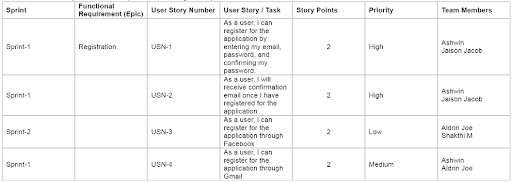 Sprint Functional Requirement (Epic) User Story Number User Story / Task Story Points Priority Team Members
Sprint-1 Registration USN-1 As a user, I can register for the application by entering my email, password, and confirming my password. 2 High Ashwin Jaison Jacob
Sprint-1 USN-2 As a user, I will receive confirmation email once I have registered for the application 2 High Ashwin Jaison Jacob
Sprint-2 USN-3 As a user, I can register for the application through Facebook 2 Low Aldrin Joe Shakthi M
Sprint-1 USN-4 As a user, I can register for the application through Gmail 2 Medium Ashwin Aldrin Joe